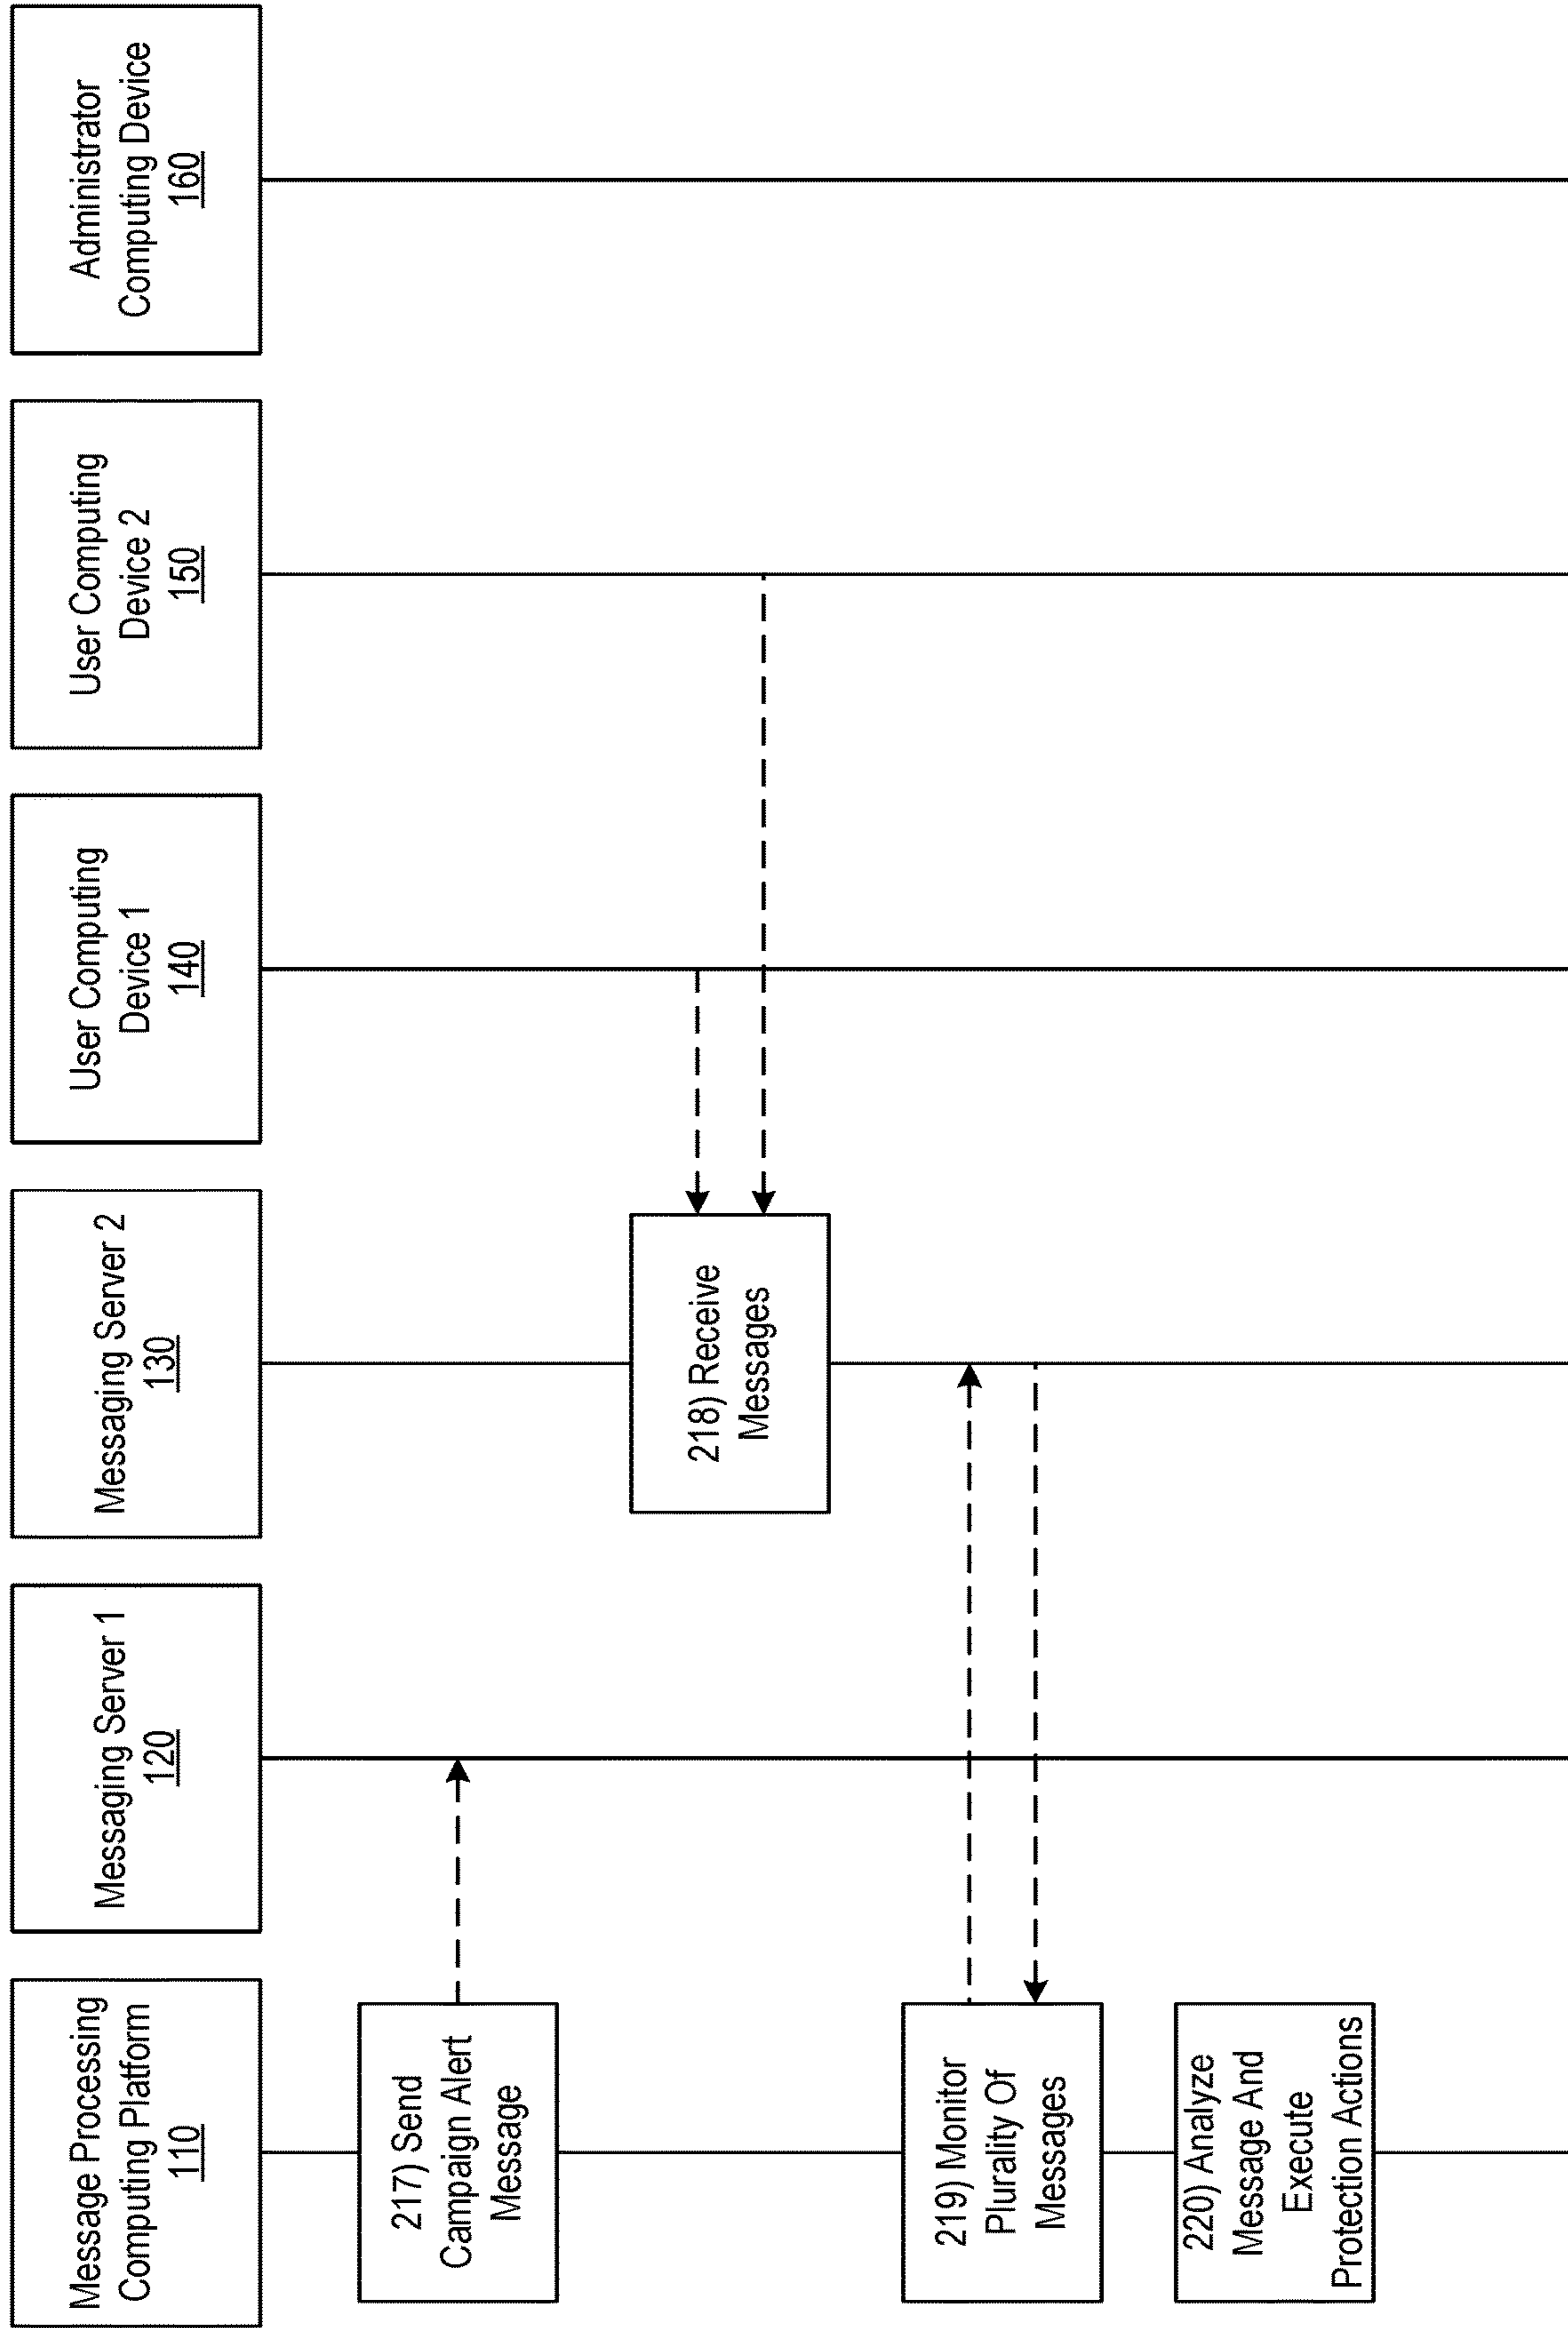 Message Processing
Computing Platform
110
Messaging Server 1
120
Messaging Server 2
130
User Computing
Device 1
140
User Computing
Device 2
150
Administrator
Computing Device
160
217) Send
Campaign Alert
Message
218) Receive
Messages
219) Monitor
Plurality Of
Messages
220) Analyze
Message And
Execute
Protection Actions